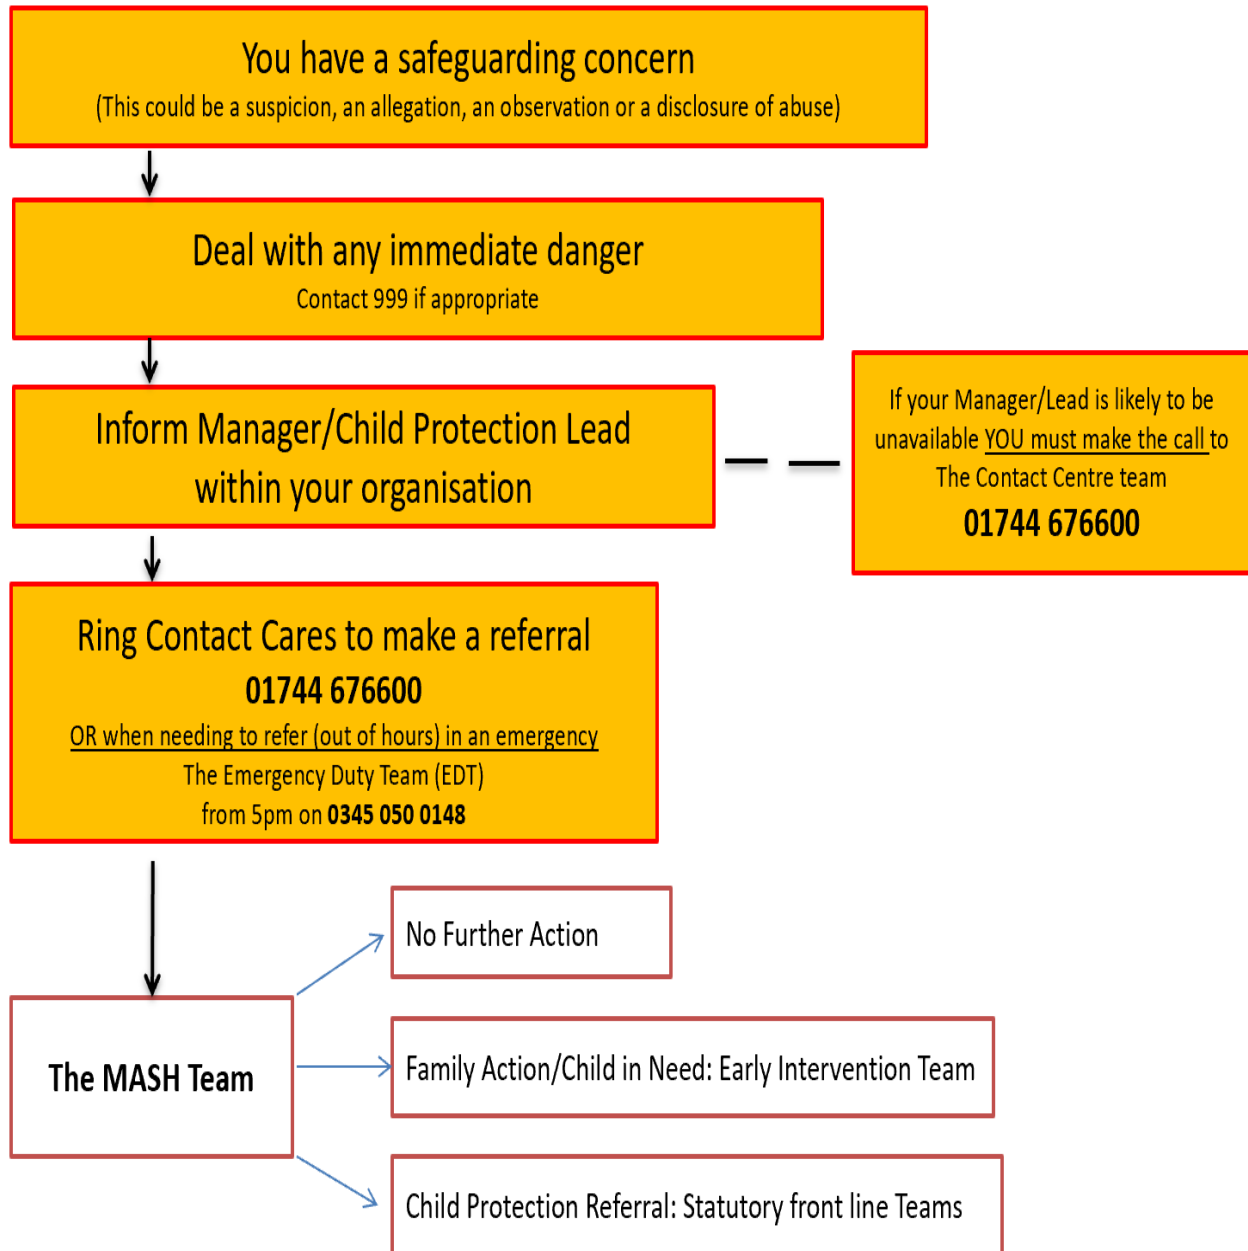 You have a safeguarding concern
(This could be a suspicion, an allegation, an observation or a disclosure of abuse)
Deal with any immediate danger
Contact 999 if appropriate
Inform Manager/Child Protection Lead
within your organisation
If your Manager/Lead is likely to be
unavailable YOU must make the call to
The Contact Centre team
01744 676600
Ring Contact Cares to make a referral
01744 676600
OR when needing to refer (out of hours) in an emergency
The Emergency Duty Team (EDT)
from 5pm on 0345 050 0148
The MASH Team
No Further Action
Family Action/Child in Need: Early Intervention Team
Child Protection Referral: Statutory front line Teams